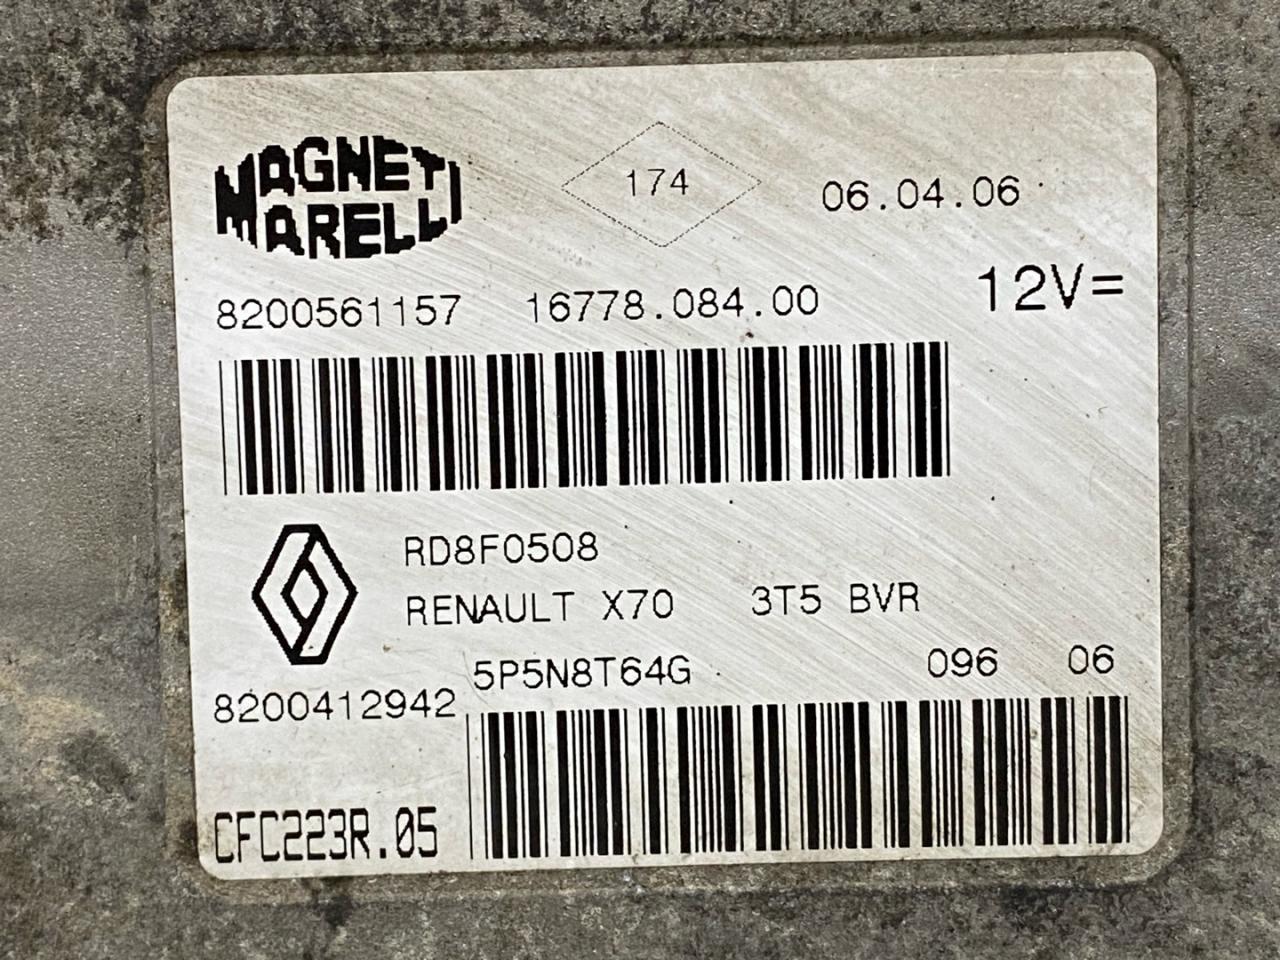 MAGNETI
MARELLI
174
06.04.06
8200561157 16778.084.00 12V=
RD8F0508
RENAULT X70 3T5 BVR
5P5N8T64G 096 06
8200412942
CFC223R.05